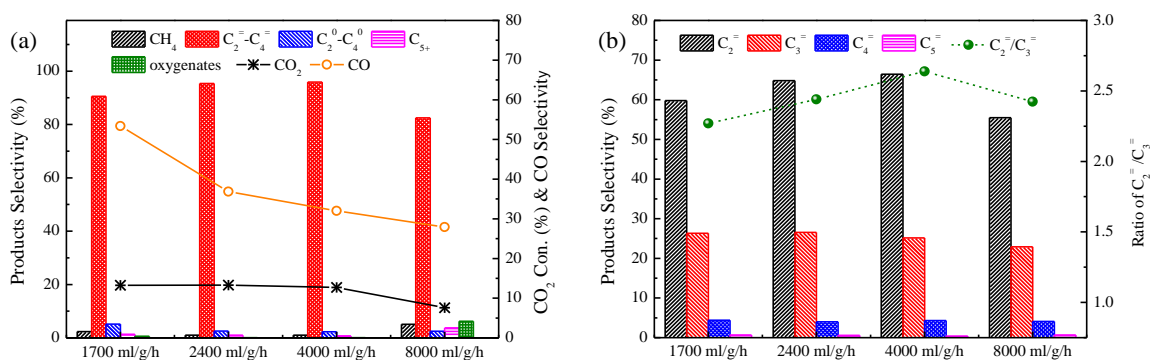 (a)
CH₄ C₂⁼-C₄⁼ C₂⁰-C₄⁰ C₅₊
oxygenates CO₂ CO
Products Selectivity (%)
0 20 40 60 80 100
CO₂ Con. (%) & CO Selectivity
0 10 20 30 40 50 60 70 80
1700 ml/g/h 2400 ml/g/h 4000 ml/g/h 8000 ml/g/h
(b)
C₂⁼ C₃⁼ C₄⁼ C₅⁼ C₂⁼/C₃⁼
Products Selectivity (%)
0 10 20 30 40 50 60 70 80
Ratio of C₂⁼/C₃⁼
1.0 1.5 2.0 2.5 3.0
1700 ml/g/h 2400 ml/g/h 4000 ml/g/h 8000 ml/g/h